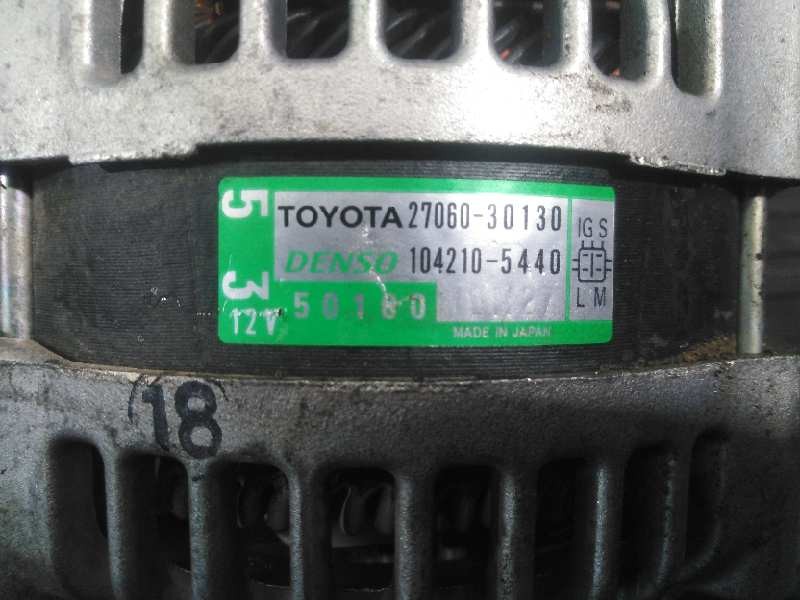 5 3
TOYOTA 27060-30130
DENSO 104210-5440
12V 50180
IG S
L M
MADE IN JAPAN
18